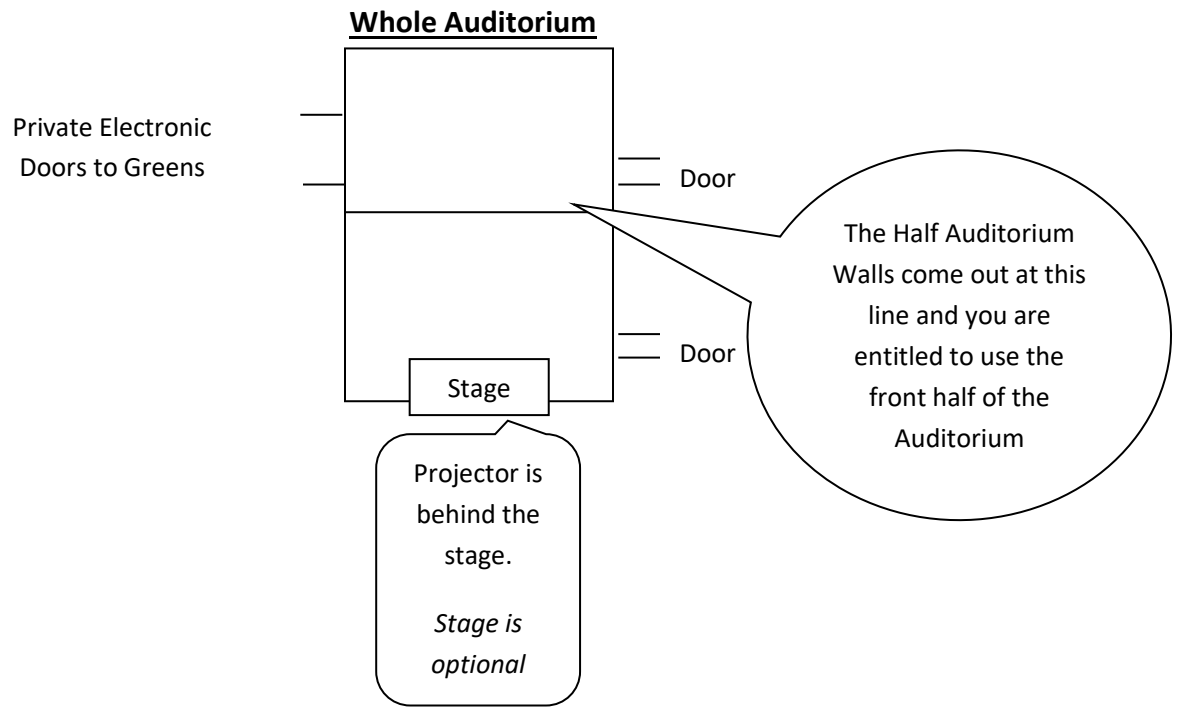 Whole Auditorium
Private Electronic
Doors to Greens
Door
The Half Auditorium
Walls come out at this
line and you are
entitled to use the
front half of the
Auditorium
Door
Stage
Projector is
behind the
stage.
Stage is
optional